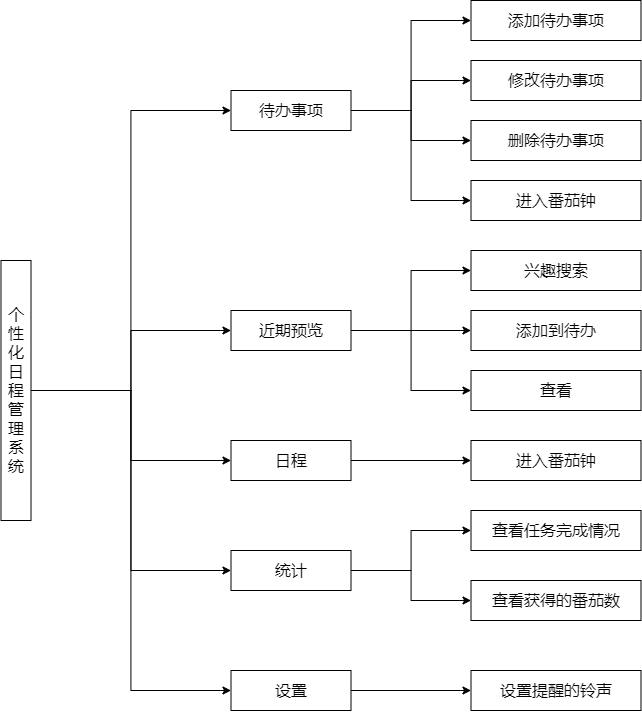 个性化日程管理系统
待办事项
添加待办事项
修改待办事项
删除待办事项
进入番茄钟
近期预览
兴趣搜索
添加到待办
查看
日程
进入番茄钟
统计
查看任务完成情况
查看获得的番茄数
设置
设置提醒的铃声